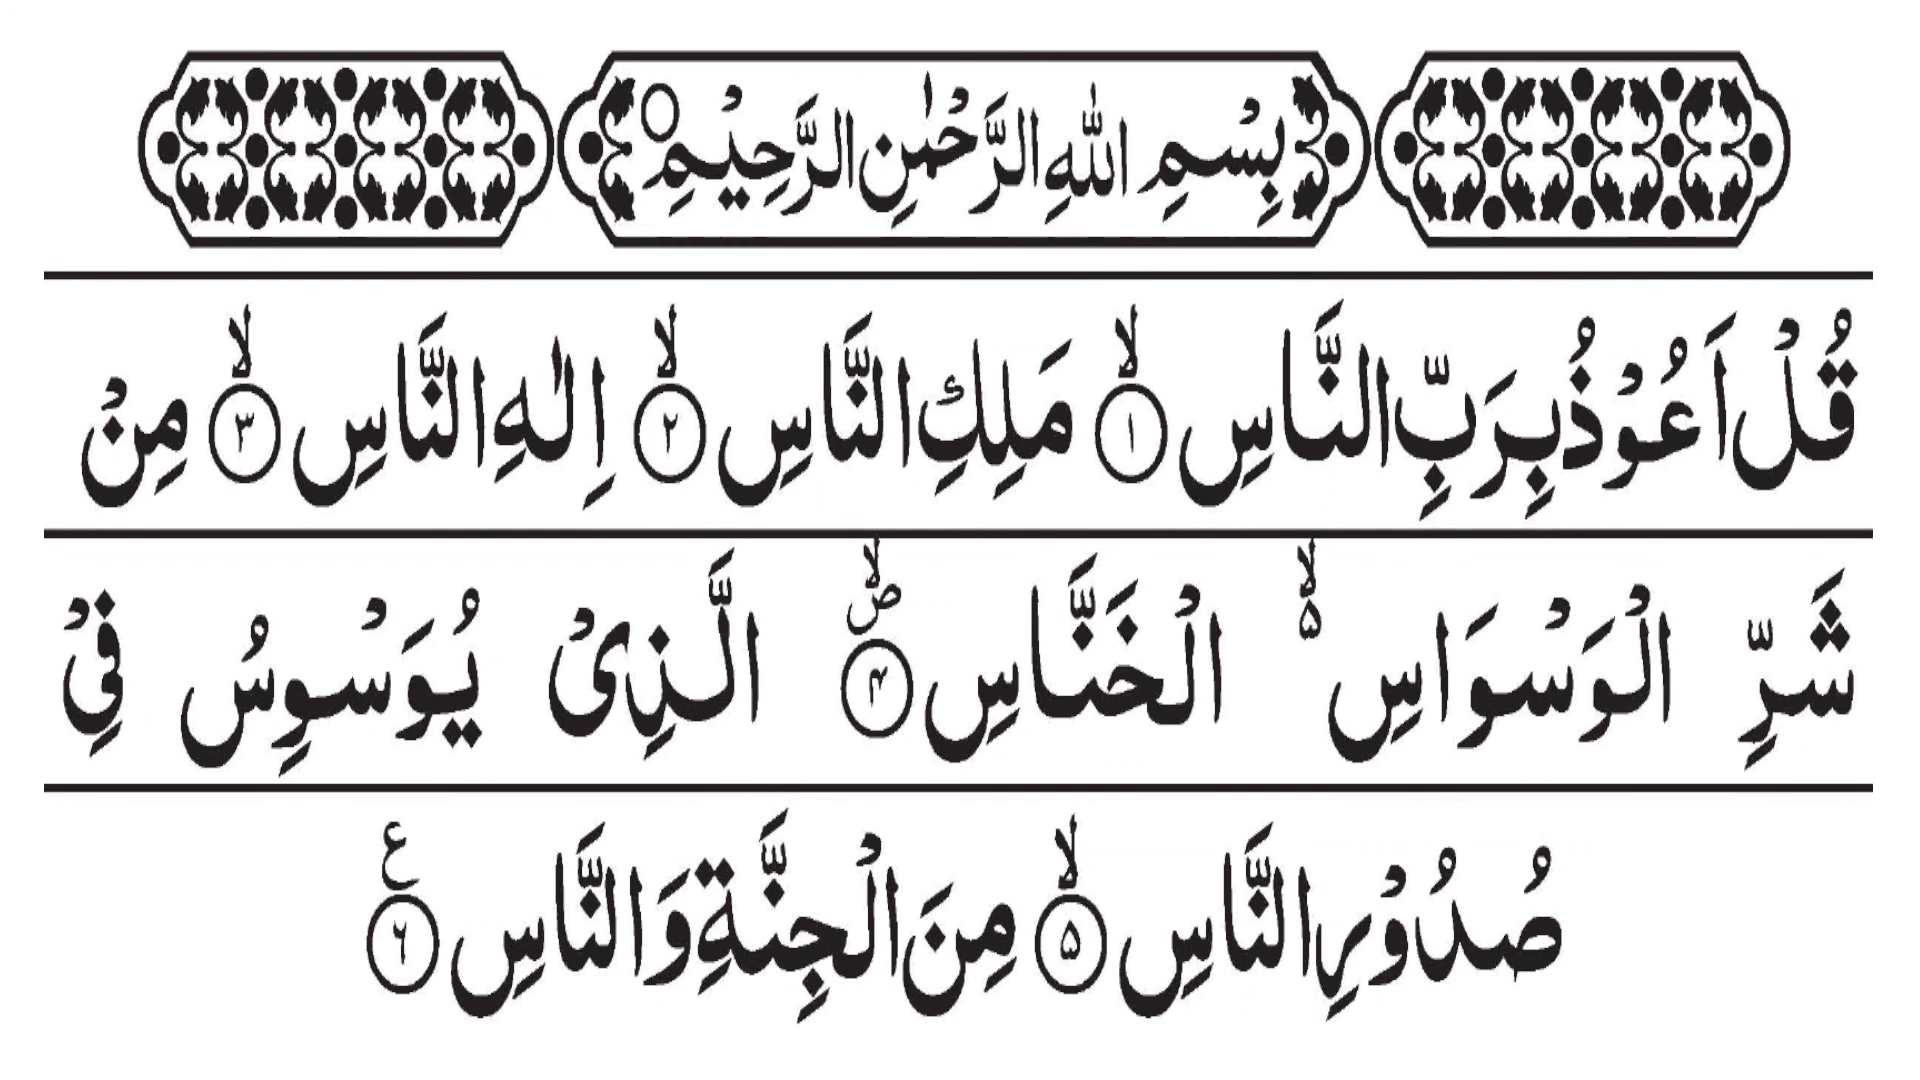 بِسْمِ اللّٰهِ الرَّحْمٰنِ الرَّحِيْمِ○
قُلْ اَعُوْذُ بِرَبِّ النَّاسِ ۙ﴿۱﴾ مَلِكِ النَّاسِ ۙ﴿۲﴾ اِلٰهِ النَّاسِ ۙ﴿۳﴾ مِنْ
شَرِّ الْوَسْوَاسِ ۙ۵ الْخَنَّاسِ ۪ۙ﴿۴﴾ الَّذِیْ يُوَسْوِسُ فِیْ
صُدُوْرِ النَّاسِ ۙ﴿۵﴾ مِنَ الْجِنَّةِ وَ النَّاسِ ع﴿۶﴾